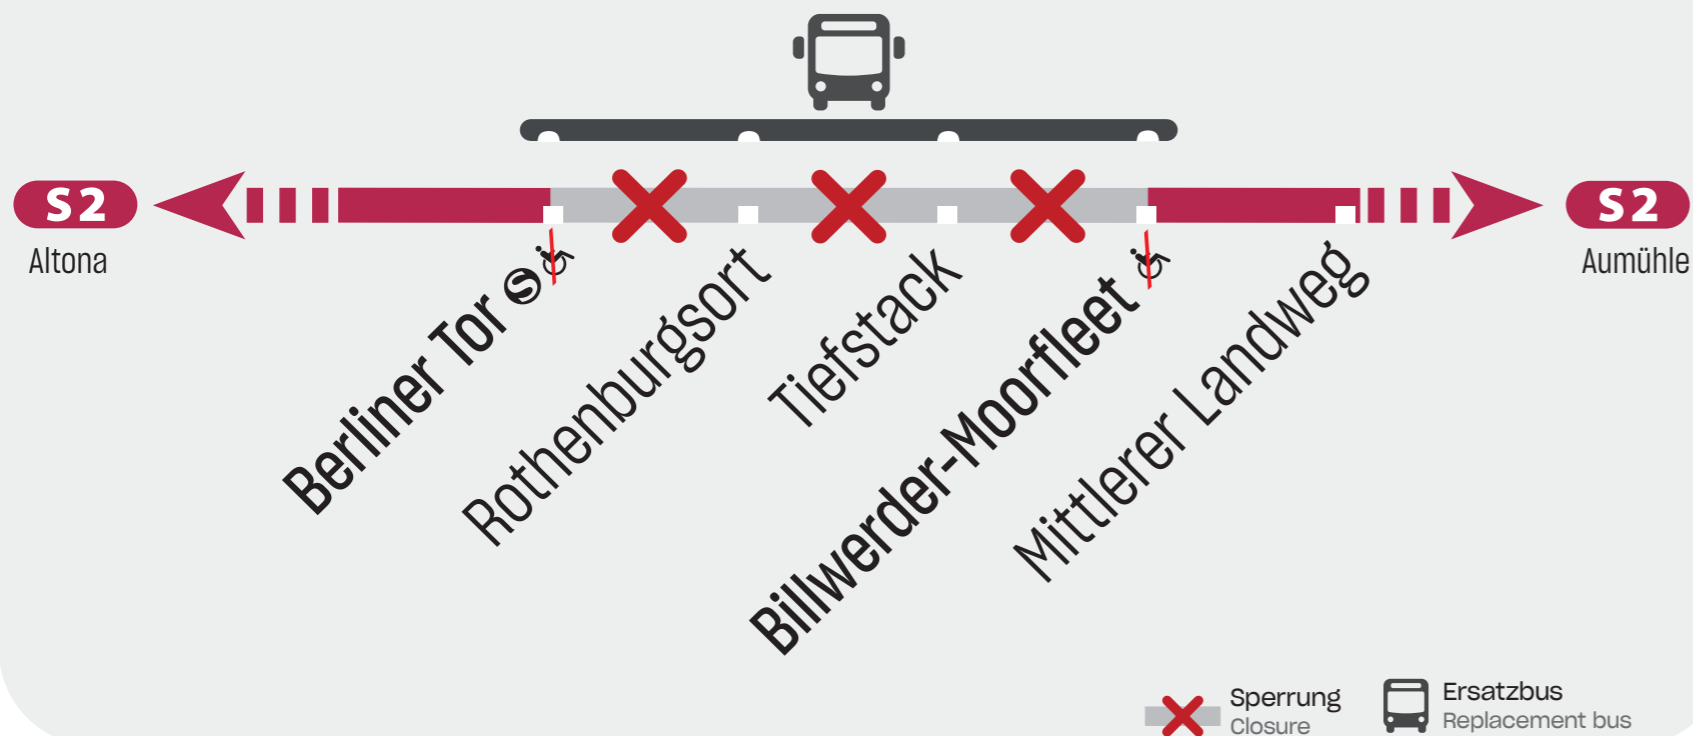 S2
Altona
S2
Aumühle
Berliner Tor S
Rothenburgsort
Tiefstack
Billwerder-Moorfleet
Mittlerer Landweg
Sperrung
Closure
Ersatzbus
Replacement bus